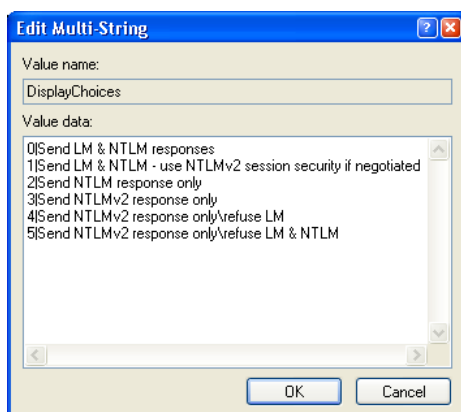 Edit Multi-String
Value name:
DisplayChoices
Value data:
0|Send LM & NTLM responses
1|Send LM & NTLM - use NTLMv2 session security if negotiated
2|Send NTLM response only
3|Send NTLMv2 response only
4|Send NTLMv2 response only\refuse LM
5|Send NTLMv2 response only\refuse LM & NTLM
OK Cancel